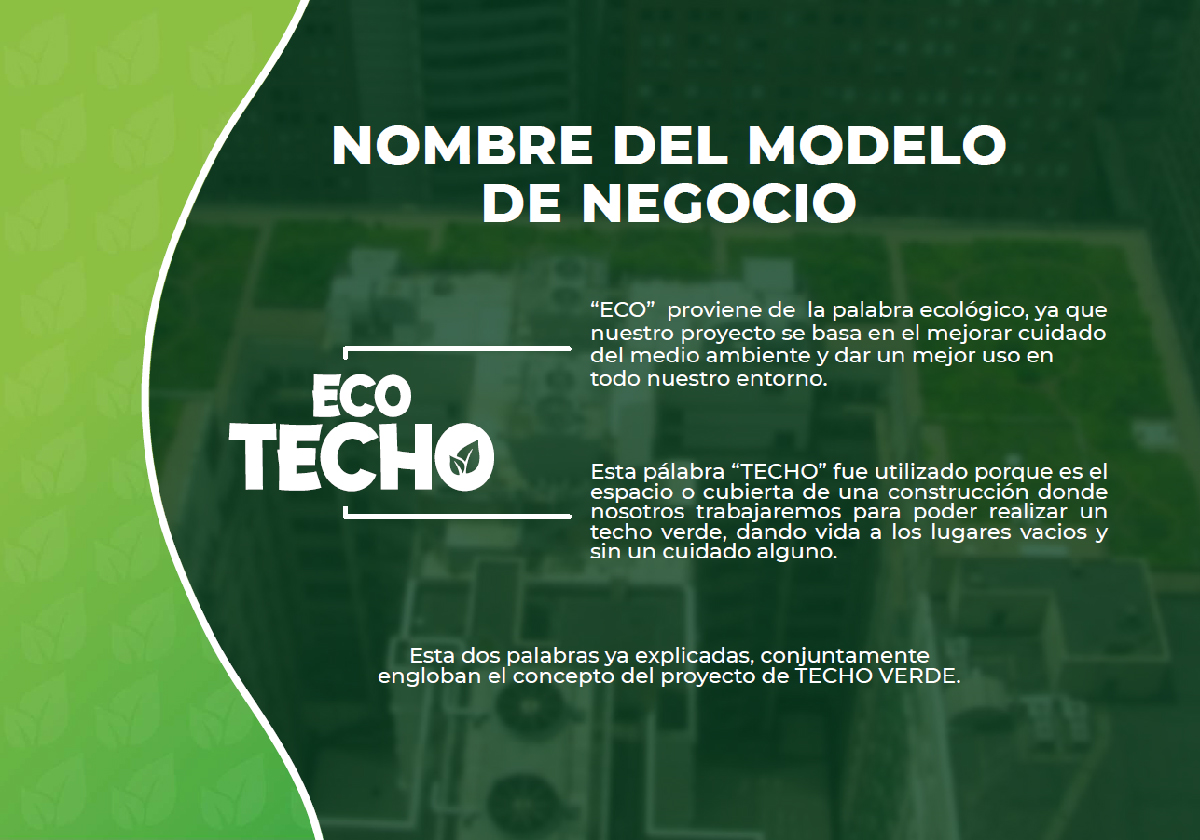 NOMBRE DEL MODELO
DE NEGOCIO
“ECO”  proviene de  la palabra ecológico, ya que
nuestro proyecto se basa en el mejorar cuidado
del medio ambiente y dar un mejor uso en
todo nuestro entorno.
ECO
TECHO
Esta pálabra “TECHO” fue utilizado porque es el
espacio o cubierta de una construcción donde
nosotros trabajaremos para poder realizar un
techo verde, dando vida a los lugares vacios y
sin un cuidado alguno.
Esta dos palabras ya explicadas, conjuntamente
engloban el concepto del proyecto de TECHO VERDE.